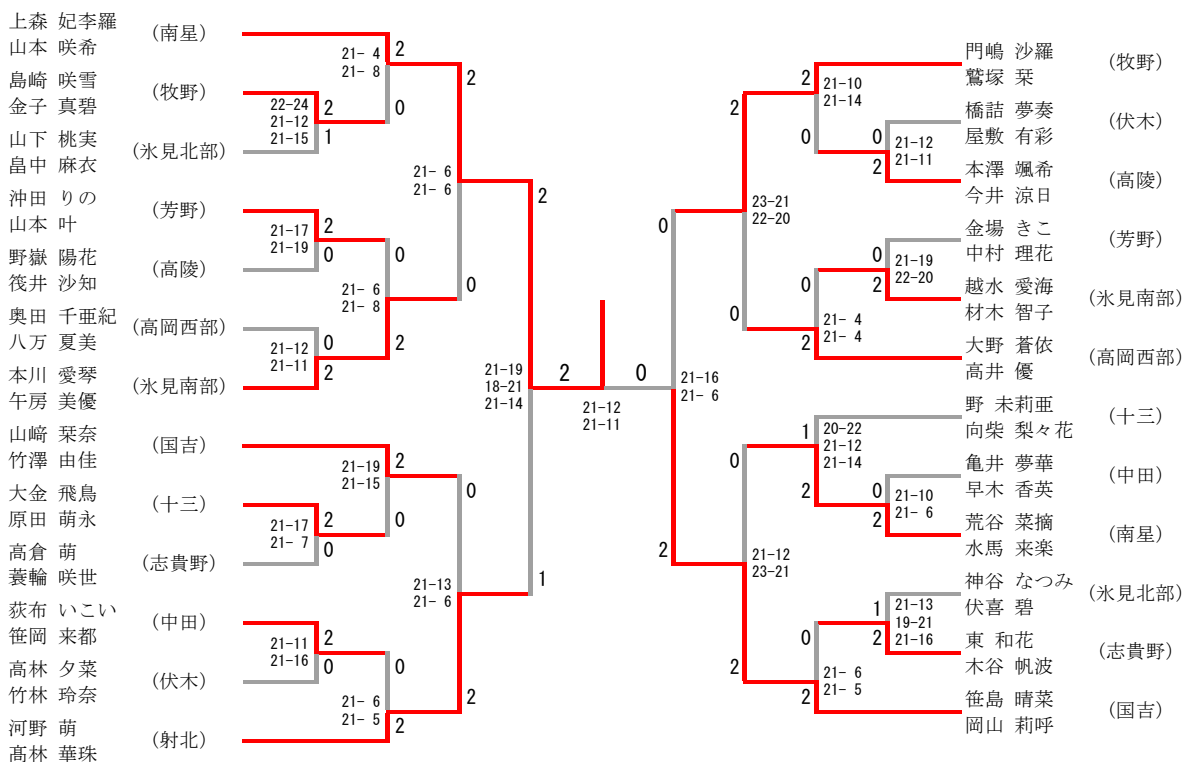 上森 妃李羅
山本 咲希
(南星)
島崎 咲雪
金子 真碧
(牧野)
山下 桃実
畠中 麻衣
(氷見北部)
沖田 りの
山本 叶
(芳野)
野嶽 陽花
筏井 沙知
(高陵)
奥田 千亜紀
八万 夏美
(高岡西部)
本川 愛琴
午房 美優
(氷見南部)
山﨑 栞奈
竹澤 由佳
(国吉)
大金 飛鳥
原田 萌永
(十三)
高倉 萌
蓑輪 咲世
(志貴野)
荻布 いこい
笹岡 来都
(中田)
高林 夕菜
竹林 玲奈
(伏木)
河野 萌
髙林 華珠
(射北)
22-24
21-12
21-15
2
1
21-17
21-19
2
0
21-12
21-11
0
2
21-17
21- 7
2
0
21-11
21-16
2
0
21- 4
21- 8
2
0
21- 6
21- 8
0
2
21-19
21-15
2
0
21- 6
21- 5
0
2
21- 6
21- 6
2
0
21-13
21- 6
0
2
21-19
18-21
21-14
2
1
2
0
21-12
21-11
21-16
21- 6
0
2
23-21
22-20
2
0
21-12
23-21
0
2
21-10
21-14
2
0
21- 4
21- 4
0
2
20-22
21-12
21-14
1
2
21- 6
21- 5
0
2
21-12
21-11
0
2
21-19
22-20
0
2
21-10
21- 6
0
2
21-13
19-21
21-16
1
2
門嶋 沙羅
鷲塚 栞
(牧野)
橋詰 夢奏
屋敷 有彩
(伏木)
本澤 颯希
今井 涼日
(高陵)
金場 きこ
中村 理花
(芳野)
越水 愛海
材木 智子
(氷見南部)
大野 蒼依
高井 優
(高岡西部)
野 未莉亜
向柴 梨々花
(十三)
亀井 夢華
早木 香英
(中田)
荒谷 菜摘
水馬 来楽
(南星)
神谷 なつみ
伏喜 碧
(氷見北部)
東 和花
木谷 帆波
(志貴野)
笹島 晴菜
岡山 莉呼
(国吉)